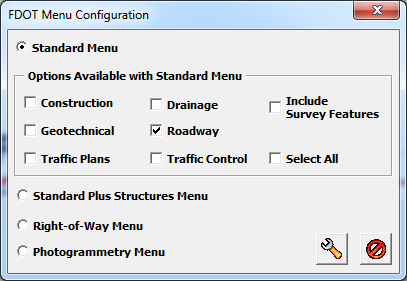 FDOT Menu Configuration
Standard Menu
Options Available with Standard Menu
Construction
Drainage
Include
Survey Features
Geotechnical
Roadway
Traffic Plans
Traffic Control
Select All
Standard Plus Structures Menu
Right-of-Way Menu
Photogrammetry Menu